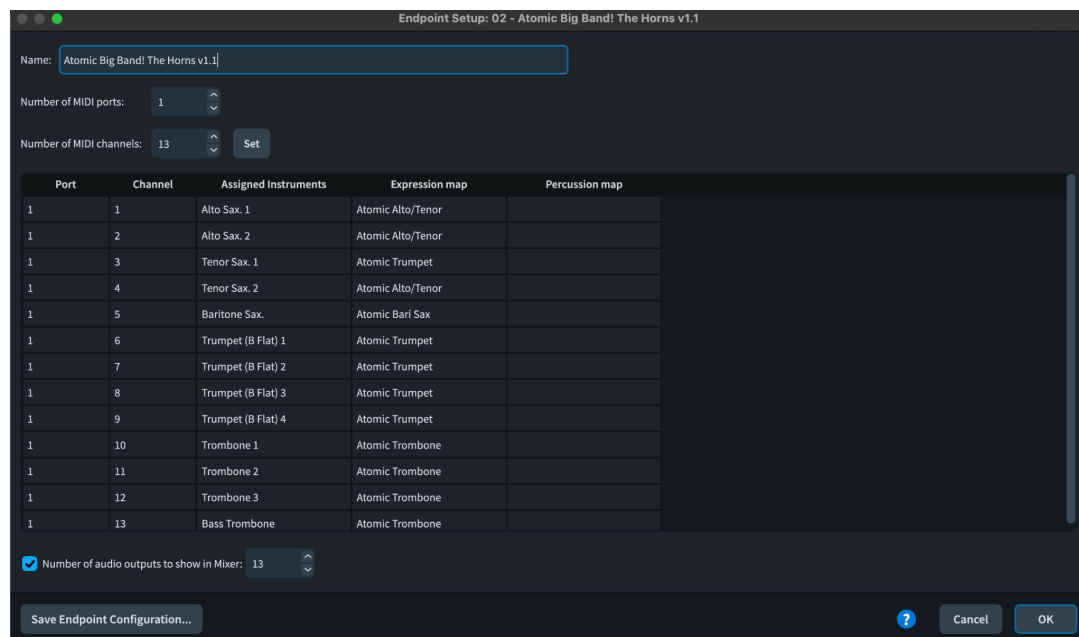 Endpoint Setup: 02 - Atomic Big Band! The Horns v1.1
Name: Atomic Big Band! The Horns v1.1
Number of MIDI ports: 1
Number of MIDI channels: 13 Set
Port Channel Assigned Instruments Expression map Percussion map
1 1 Alto Sax. 1 Atomic Alto/Tenor
1 2 Alto Sax. 2 Atomic Alto/Tenor
1 3 Tenor Sax. 1 Atomic Trumpet
1 4 Tenor Sax. 2 Atomic Alto/Tenor
1 5 Baritone Sax. Atomic Bari Sax
1 6 Trumpet (B Flat) 1 Atomic Trumpet
1 7 Trumpet (B Flat) 2 Atomic Trumpet
1 8 Trumpet (B Flat) 3 Atomic Trumpet
1 9 Trumpet (B Flat) 4 Atomic Trumpet
1 10 Trombone 1 Atomic Trombone
1 11 Trombone 2 Atomic Trombone
1 12 Trombone 3 Atomic Trombone
1 13 Bass Trombone Atomic Trombone
Number of audio outputs to show in Mixer: 13
Save Endpoint Configuration... ? Cancel OK